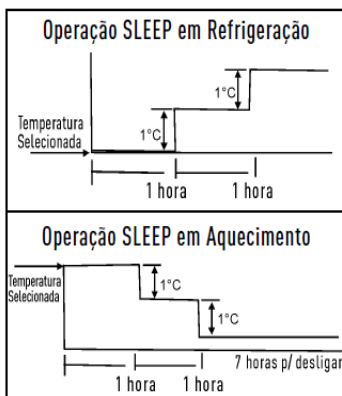 Operação SLEEP em Refrigeração
1°C
1°C
Temperatura
Selecionada
1 hora
1 hora
Operação SLEEP em Aquecimento
Temperatura
Selecionada
1°C
1°C
7 horas p/ desligar
1 hora
1 hora